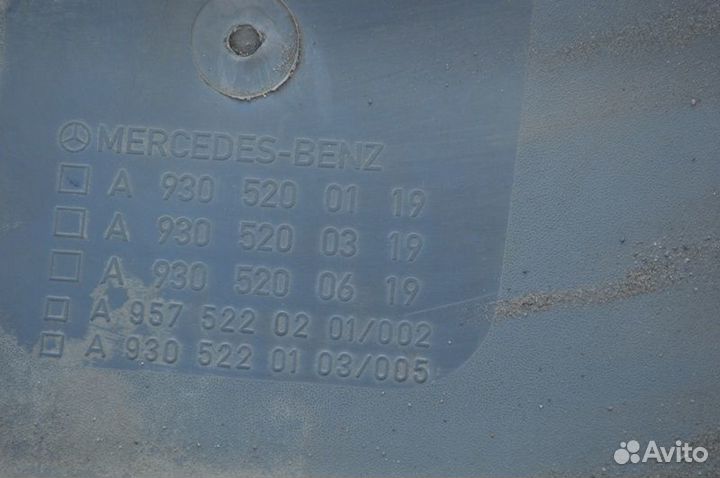 MERCEDES-BENZ
A 930 520 01 19
A 930 520 03 19
A 930 520 06 19
A 957 522 02 01/002
A 930 522 01 03/005
Avito